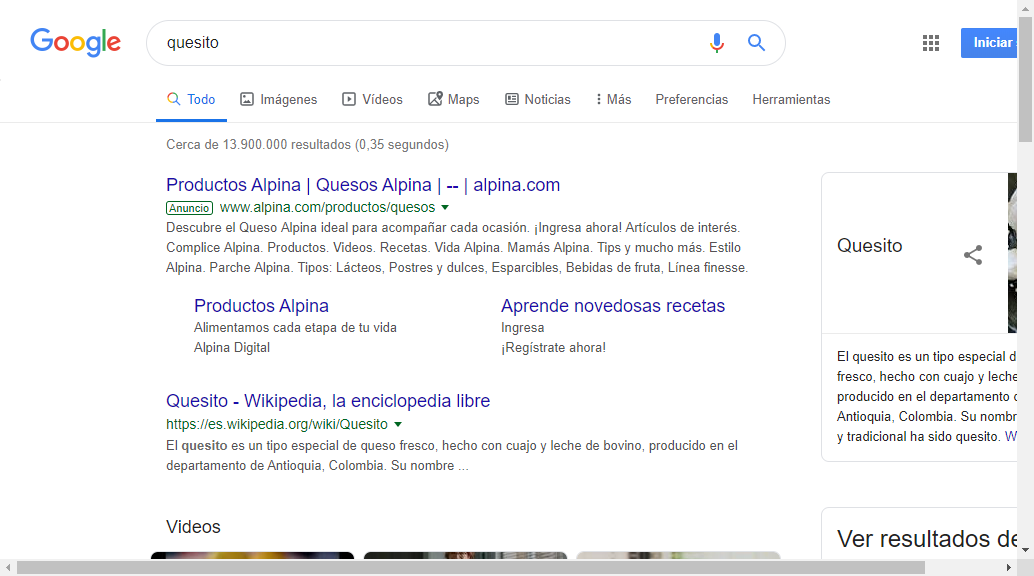 Google
quesito
Iniciar
Todo
Imágenes
Vídeos
Maps
Noticias
Más
Preferencias
Herramientas
Cerca de 13.900.000 resultados (0,35 segundos)
Productos Alpina | Quesos Alpina | -- | alpina.com
Anuncio www.alpina.com/productos/quesos
Descubre el Queso Alpina ideal para acompañar cada ocasión. ¡Ingresa ahora! Artículos de interés.
Complice Alpina. Productos. Videos. Recetas. Vida Alpina. Mamás Alpina. Tips y mucho más. Estilo
Alpina. Parche Alpina. Tipos: Lácteos, Postres y dulces, Esparcibles, Bebidas de fruta, Línea finesse.
Productos Alpina
Alimentamos cada etapa de tu vida
Alpina Digital
Aprende novedosas recetas
Ingresa
¡Regístrate ahora!
Quesito - Wikipedia, la enciclopedia libre
https://es.wikipedia.org/wiki/Quesito
El quesito es un tipo especial de queso fresco, hecho con cuajo y leche de bovino, producido en el
departamento de Antioquia, Colombia. Su nombre ...
Videos
Quesito
El quesito es un tipo especial d
fresco, hecho con cuajo y leche
producido en el departamento
Antioquia, Colombia. Su nombr
y tradicional ha sido quesito. W
Ver resultados de